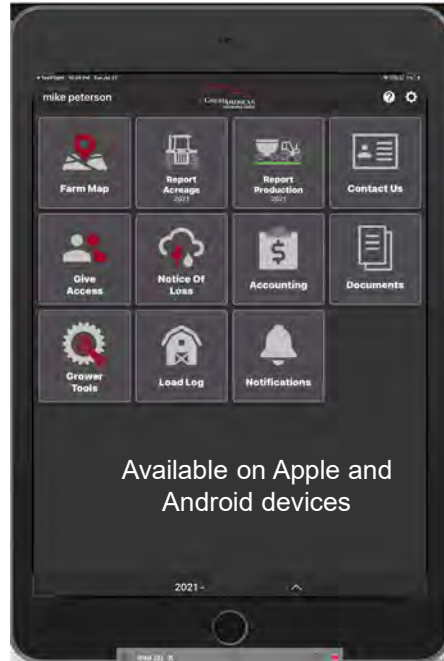 mike peterson
GREATAMERICAN
Farm Map
Report
Acreage
2021
Report
Production
2021
Contact Us
Give
Access
Notice Of
Loss
Accounting
$
Documents
Grower
Tools
Load Log
Notifications
Available on Apple and
Android devices
2021-